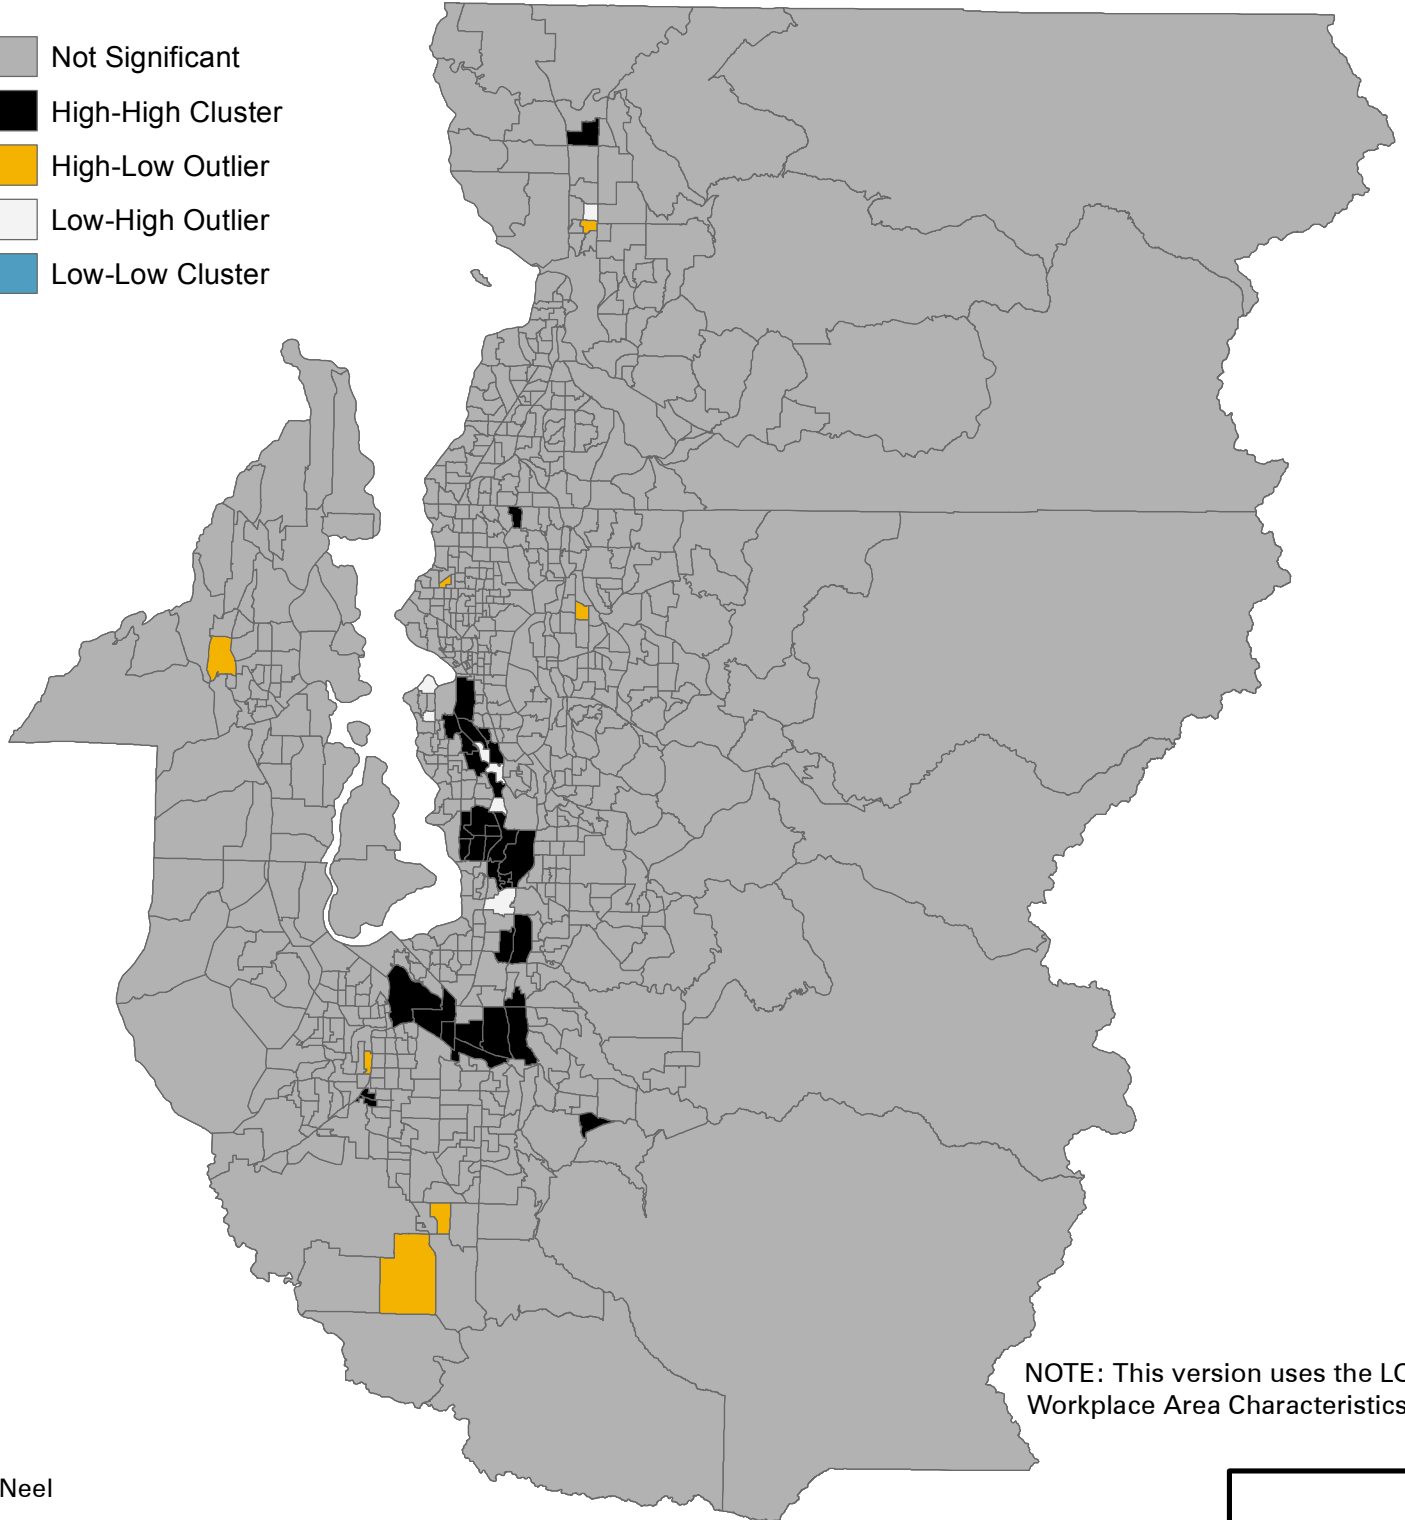 Not Significant
High-High Cluster
High-Low Outlier
Low-High Outlier
Low-Low Cluster
NOTE: This version uses the
Workplace Area Characteristics
Neel